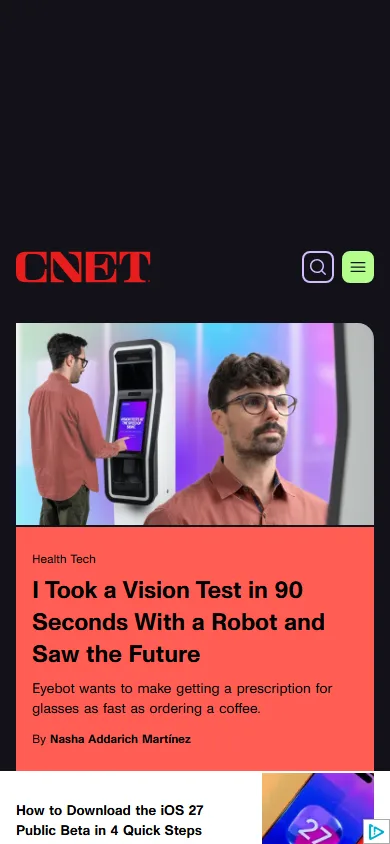 CNET
Health Tech
I Took a Vision Test in 90
Seconds With a Robot and
Saw the Future
Eyebot wants to make getting a prescription for
glasses as fast as ordering a coffee.
By Nasha Addarich Martínez
How to Download the iOS 27
Public Beta in 4 Quick Steps
27